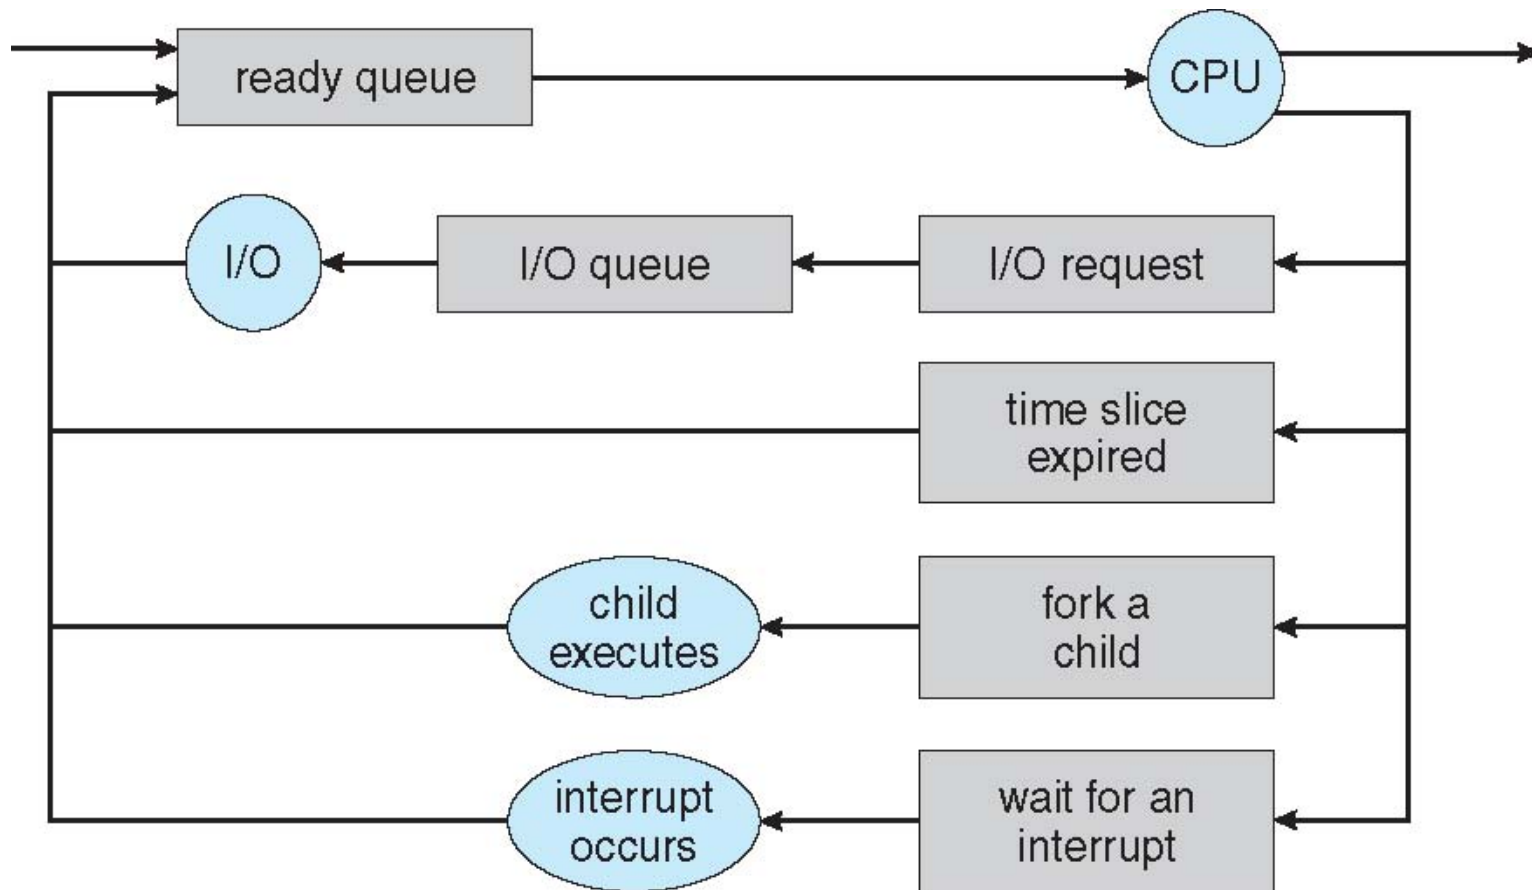 ready queue
CPU
I/O
I/O queue
I/O request
time slice
expired
child
executes
fork a
child
interrupt
occurs
wait for an
interrupt